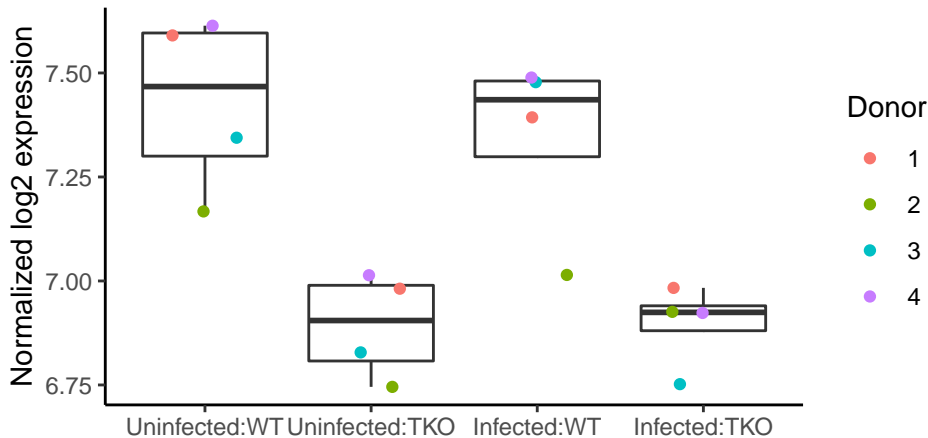 Normalized log2 expression
7.50
7.25
7.00
6.75
Uninfected:WT
Uninfected:TKO
Infected:WT
Infected:TKO
Donor
1
2
3
4